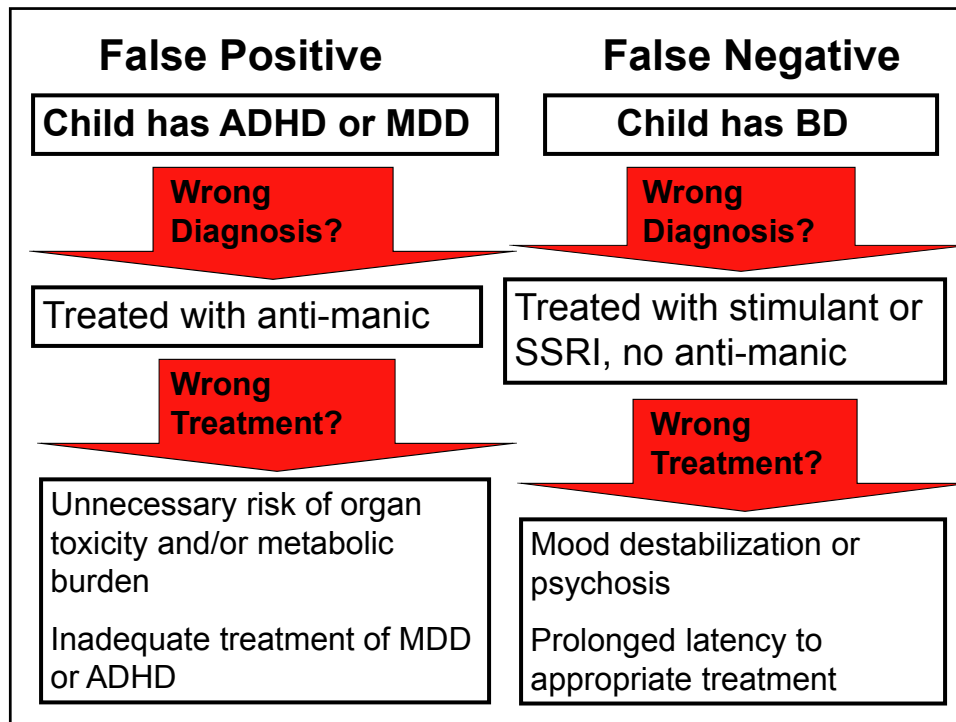 False Positive
Child has ADHD or MDD
Wrong
Diagnosis?
Treated with anti-manic
Wrong
Treatment?
Unnecessary risk of organ
toxicity and/or metabolic
burden
Inadequate treatment of MDD
or ADHD
False Negative
Child has BD
Wrong
Diagnosis?
Treated with stimulant or
SSRI, no anti-manic
Wrong
Treatment?
Mood destabilization or
psychosis
Prolonged latency to
appropriate treatment